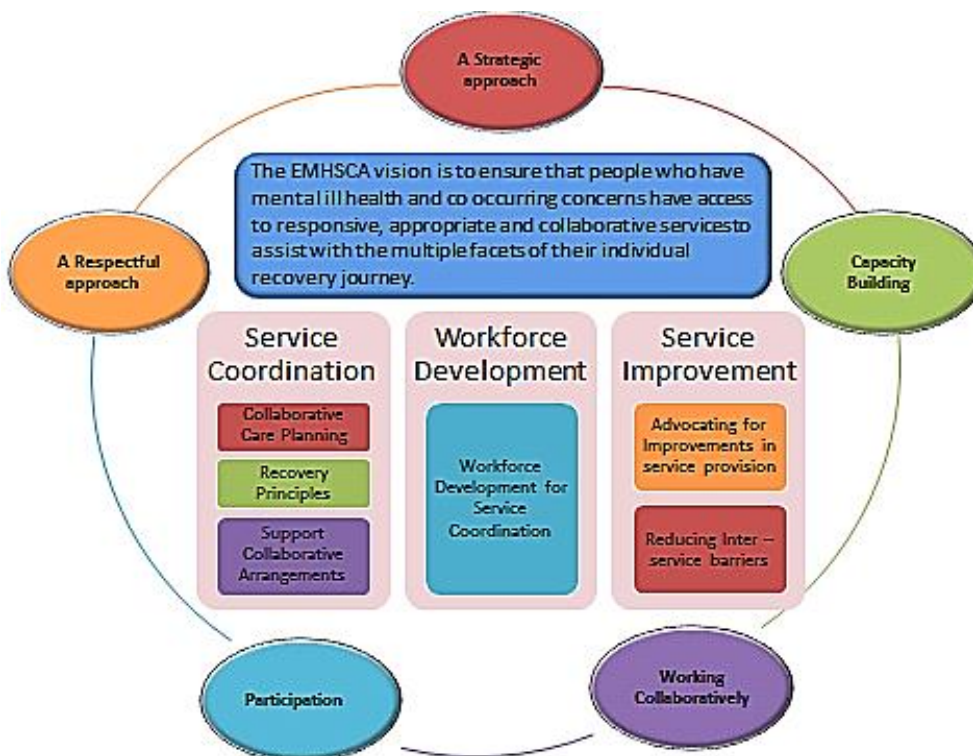 A Strategic
approach
The EMHSCA vision is to ensure that people who have
mental ill health and co occurring concerns have access
to responsive, appropriate and collaborative servicesto
assist with the multiple facets of their individual
recovery journey.
A Respectful
approach
Capacity
Building
Service
Coordination
Collaborative
Care Planning
Recovery
Principles
Support
Collaborative
Arrangements
Workforce
Development
Workforce
Development for
Service
Coordination
Service
Improvement
Advocating for
Improvements in
service provision
Reducing Inter –
service barriers
Participation
Working
Collaboratively